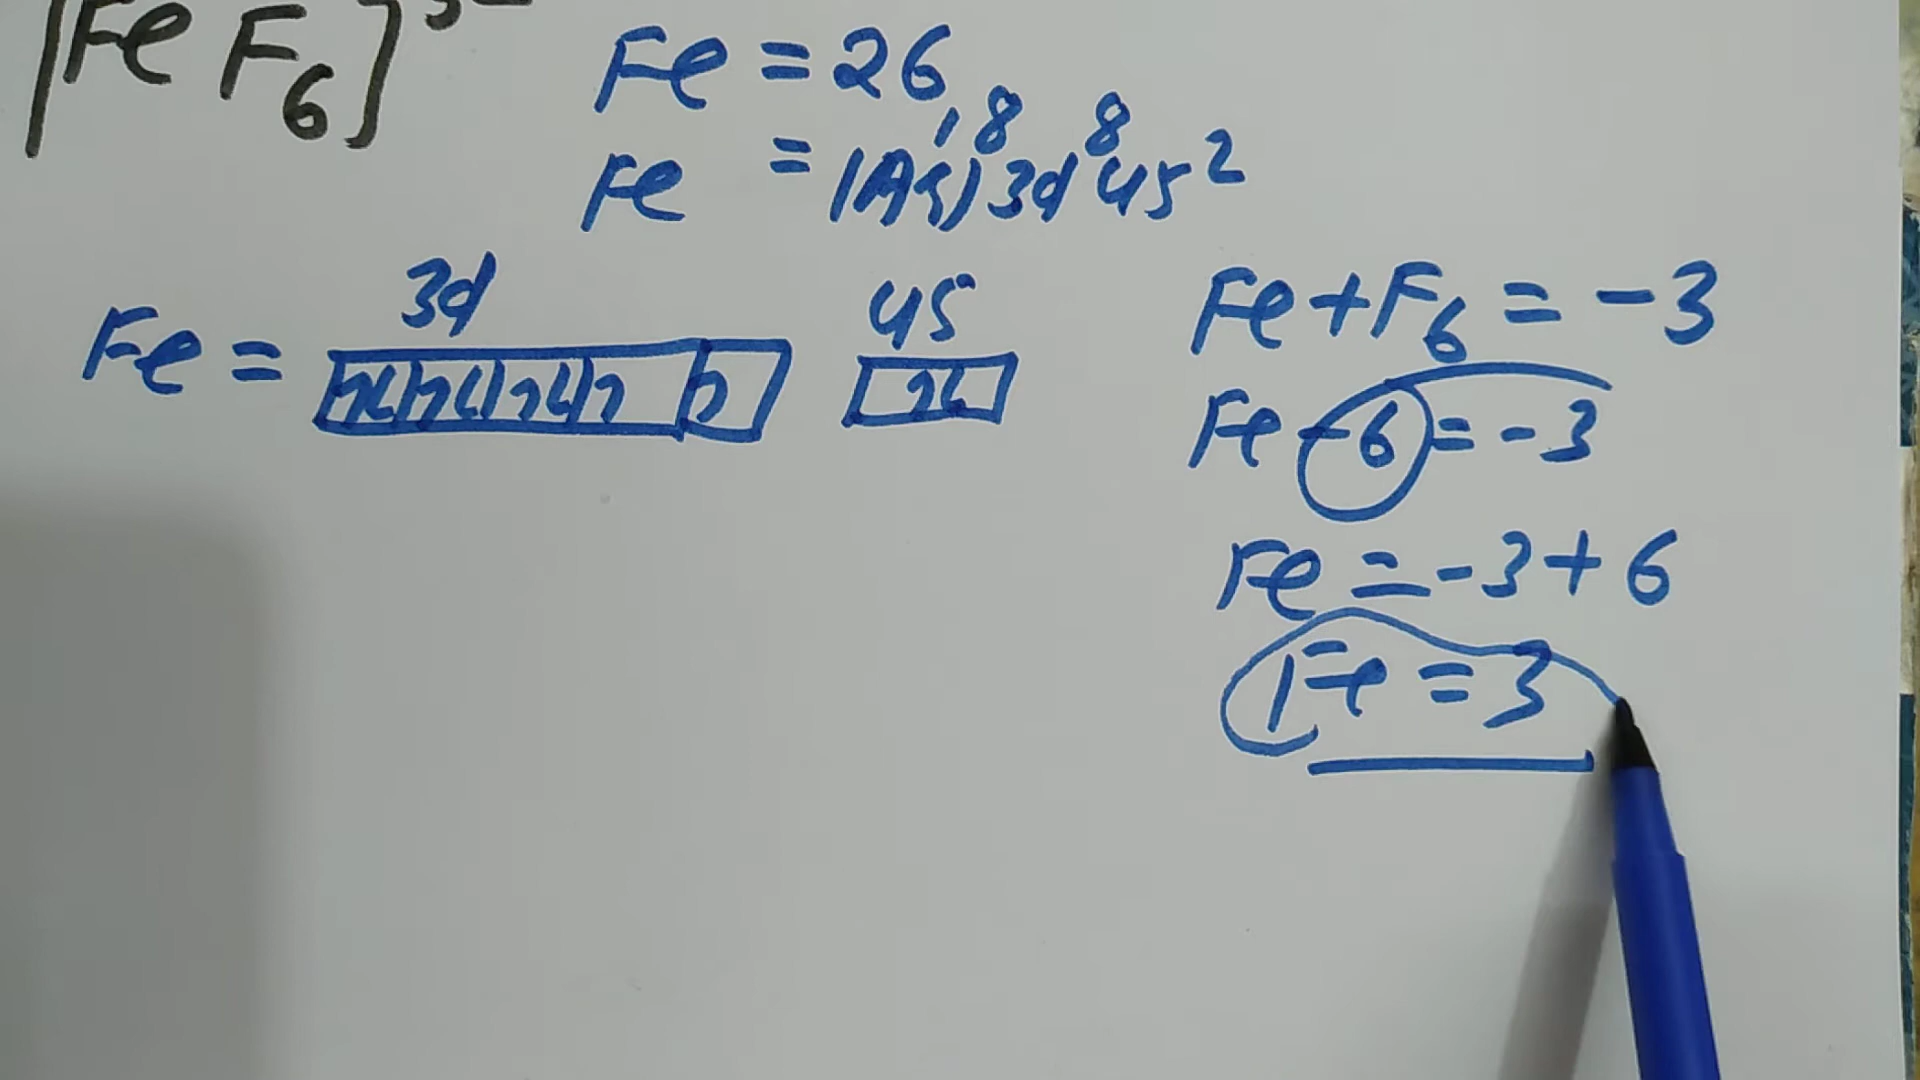 [FeF₆]³⁻
Fe = 26
Fe = (Ar)¹⁸ 3d⁸ 4s²
3d 4s
Fe =
Fe + F₆ = -3
Fe - 6 = -3
Fe = -3 + 6
Fe = 3